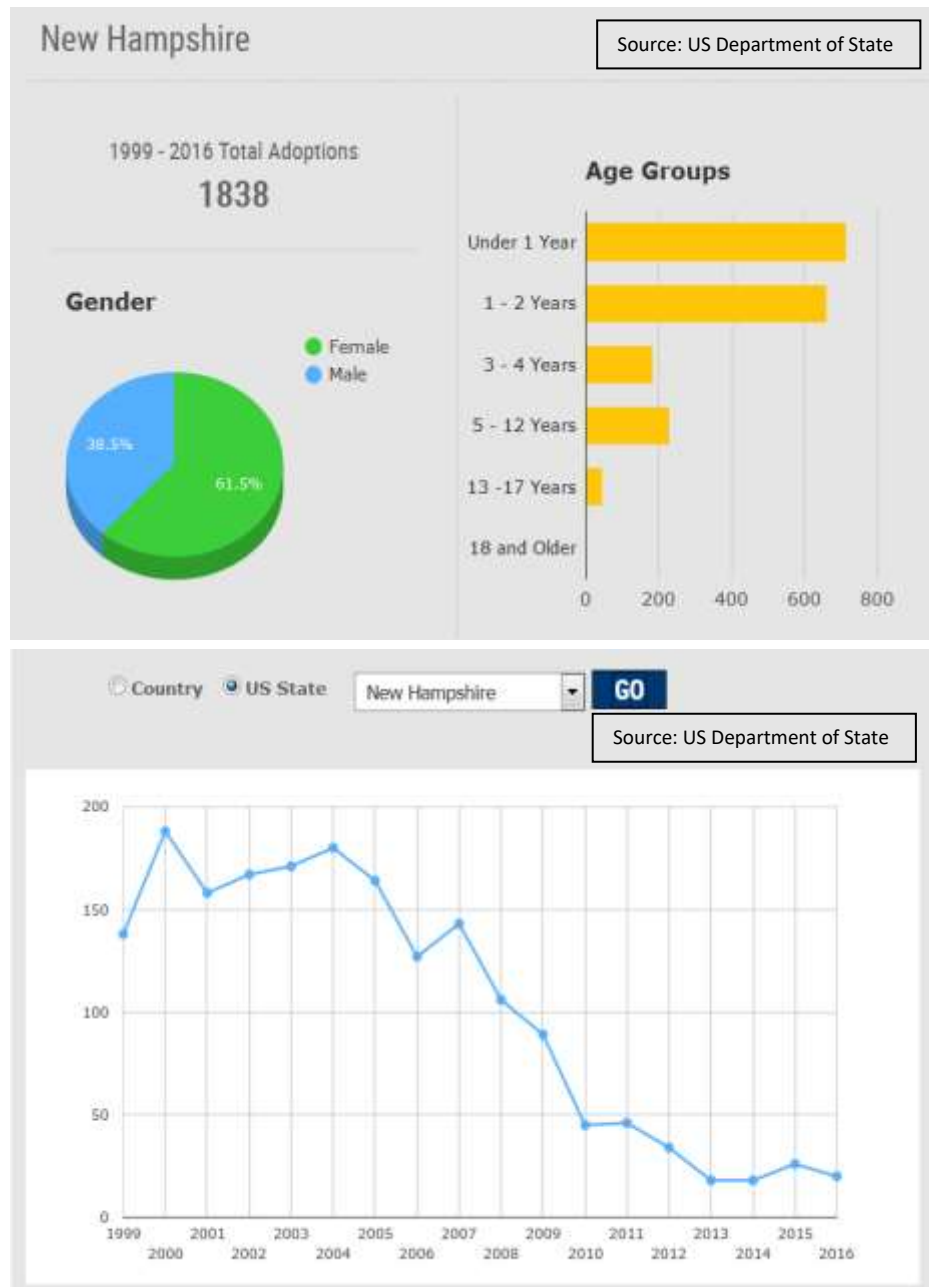 New Hampshire
Source: US Department of State
1999 - 2016 Total Adoptions
1838
Gender
Female
Male
38.5%
61.5%
Age Groups
Under 1 Year
1 - 2 Years
3 - 4 Years
5 - 12 Years
13 -17 Years
18 and Older
0 200 400 600 800
Country US State New Hampshire GO
Source: US Department of State
200
150
100
50
0
1999 2001 2003 2005 2007 2009 2011 2013 2015
2000 2002 2004 2006 2008 2010 2012 2014 2016